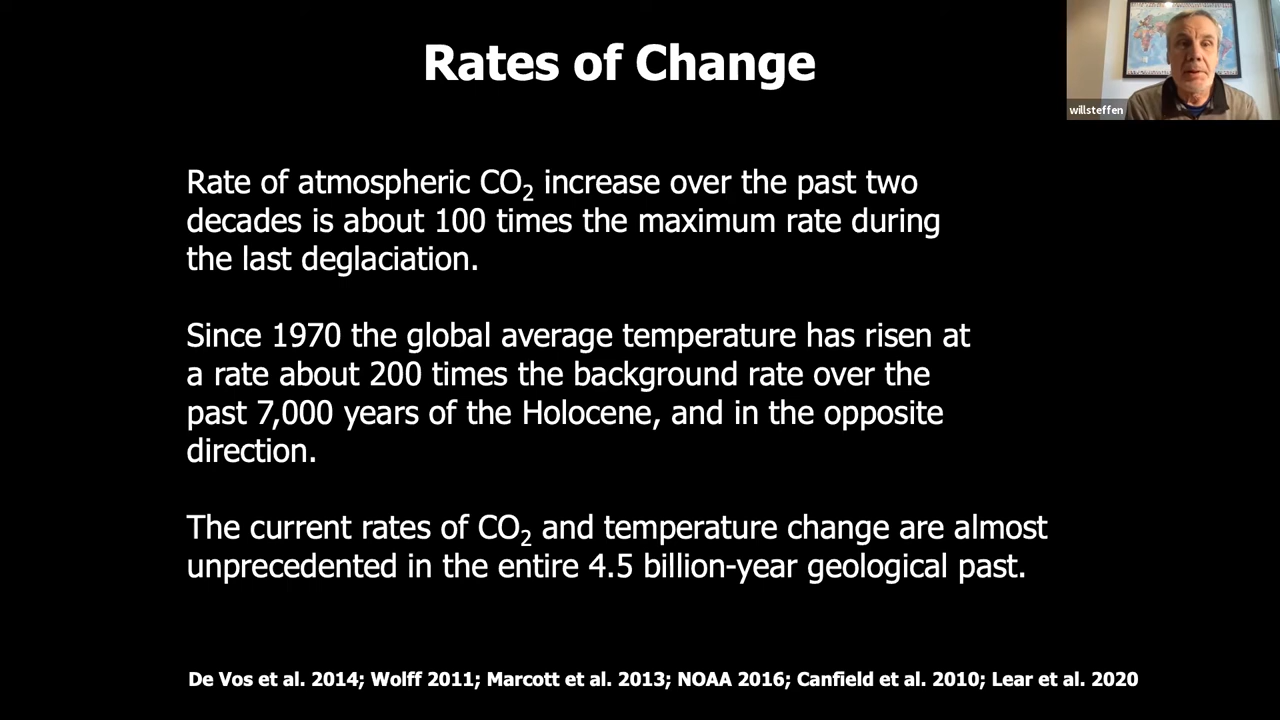 Rates of Change
willsteffen
Rate of atmospheric CO₂ increase over the past two
decades is about 100 times the maximum rate during
the last deglaciation.
Since 1970 the global average temperature has risen at
a rate about 200 times the background rate over the
past 7,000 years of the Holocene, and in the opposite
direction.
The current rates of CO₂ and temperature change are almost
unprecedented in the entire 4.5 billion-year geological past.
De Vos et al. 2014; Wolff 2011; Marcott et al. 2013; NOAA 2016; Canfield et al. 2010; Lear et al. 2020